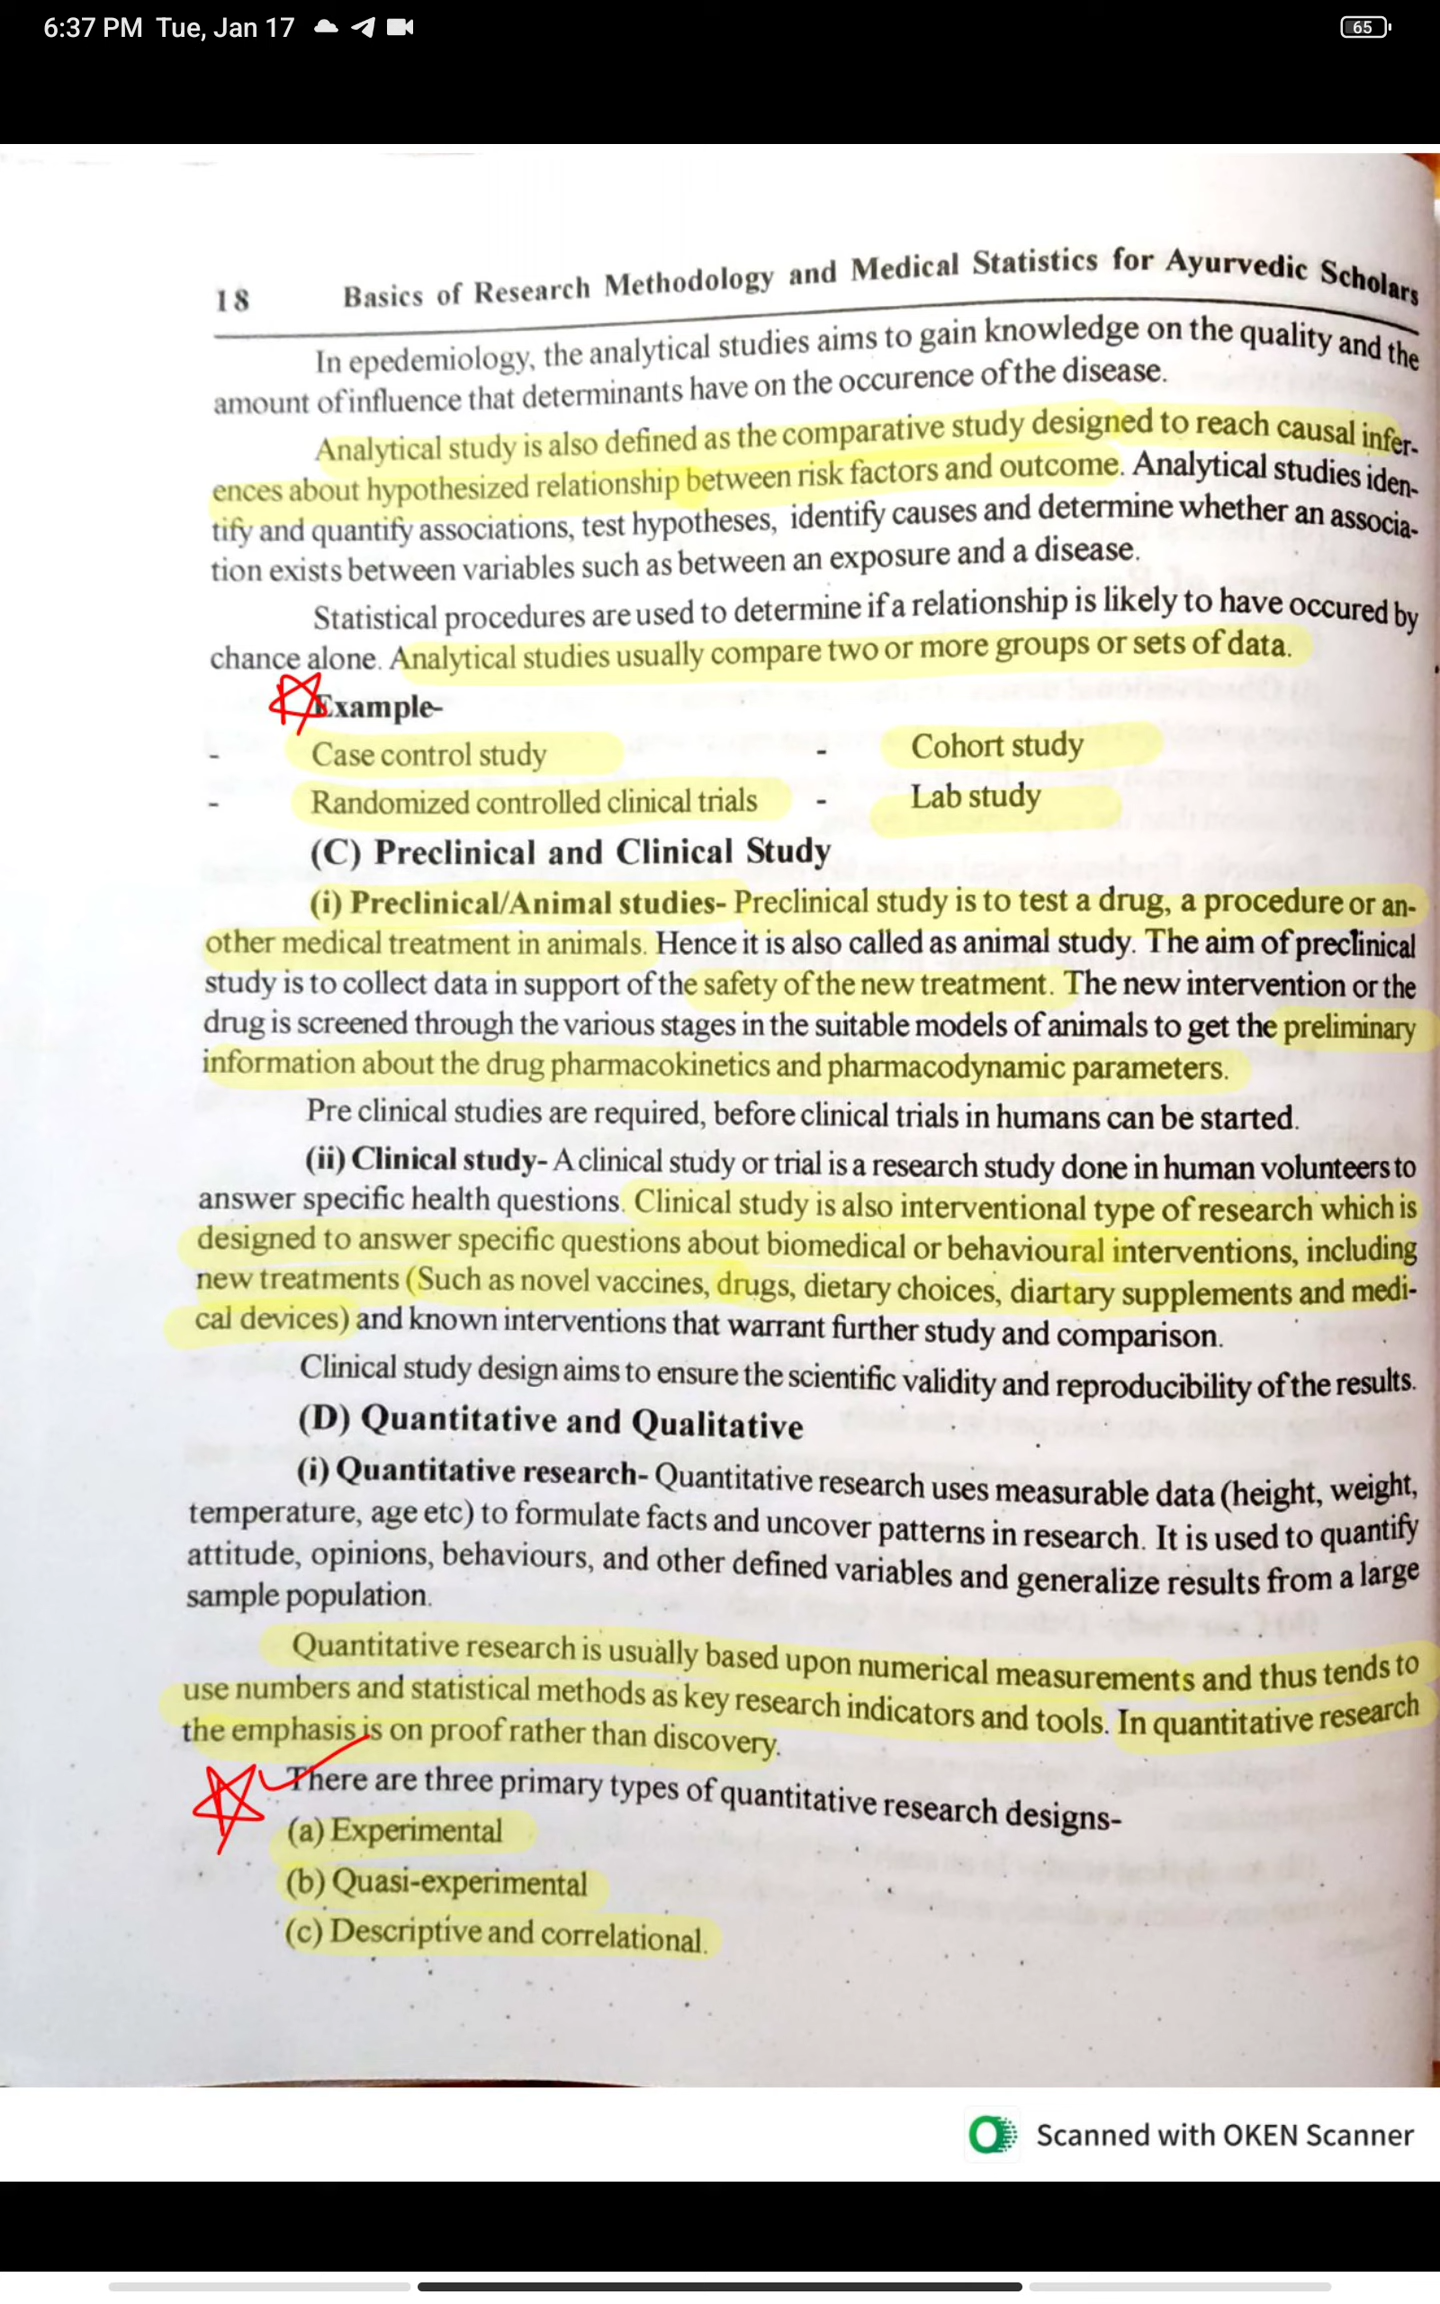 6:37 PM Tue, Jan 17
65
18 Basics of Research Methodology and Medical Statistics for Ayurvedic Scholars
In epedemiology, the analytical studies aims to gain knowledge on the quality and the
amount of influence that determinants have on the occurence of the disease.
Analytical study is also defined as the comparative study designed to reach causal infer-
ences about hypothesized relationship between risk factors and outcome. Analytical studies iden-
tify and quantify associations, test hypotheses, identify causes and determine whether an associa-
tion exists between variables such as between an exposure and a disease.
Statistical procedures are used to determine if a relationship is likely to have occured by
chance alone. Analytical studies usually compare two or more groups or sets of data.
Example-
- Case control study - Cohort study
- Randomized controlled clinical trials - Lab study
(C) Preclinical and Clinical Study
(i) Preclinical/Animal studies- Preclinical study is to test a drug, a procedure or an-
other medical treatment in animals. Hence it is also called as animal study. The aim of preclinical
study is to collect data in support of the safety of the new treatment. The new intervention or the
drug is screened through the various stages in the suitable models of animals to get the preliminary
information about the drug pharmacokinetics and pharmacodynamic parameters.
Pre clinical studies are required, before clinical trials in humans can be started.
(ii) Clinical study- A clinical study or trial is a research study done in human volunteers to
answer specific health questions. Clinical study is also interventional type of research which is
designed to answer specific questions about biomedical or behavioural interventions, including
new treatments (Such as novel vaccines, drugs, dietary choices, diartary supplements and medi-
cal devices) and known interventions that warrant further study and comparison.
Clinical study design aims to ensure the scientific validity and reproducibility of the results.
(D) Quantitative and Qualitative
(i) Quantitative research- Quantitative research uses measurable data (height, weight,
temperature, age etc) to formulate facts and uncover patterns in research. It is used to quantify
attitude, opinions, behaviours, and other defined variables and generalize results from a large
sample population.
Quantitative research is usually based upon numerical measurements and thus tends to
use numbers and statistical methods as key research indicators and tools. In quantitative research
the emphasis is on proof rather than discovery.
There are three primary types of quantitative research designs-
(a) Experimental
(b) Quasi-experimental
(c) Descriptive and correlational.
Scanned with OKEN Scanner